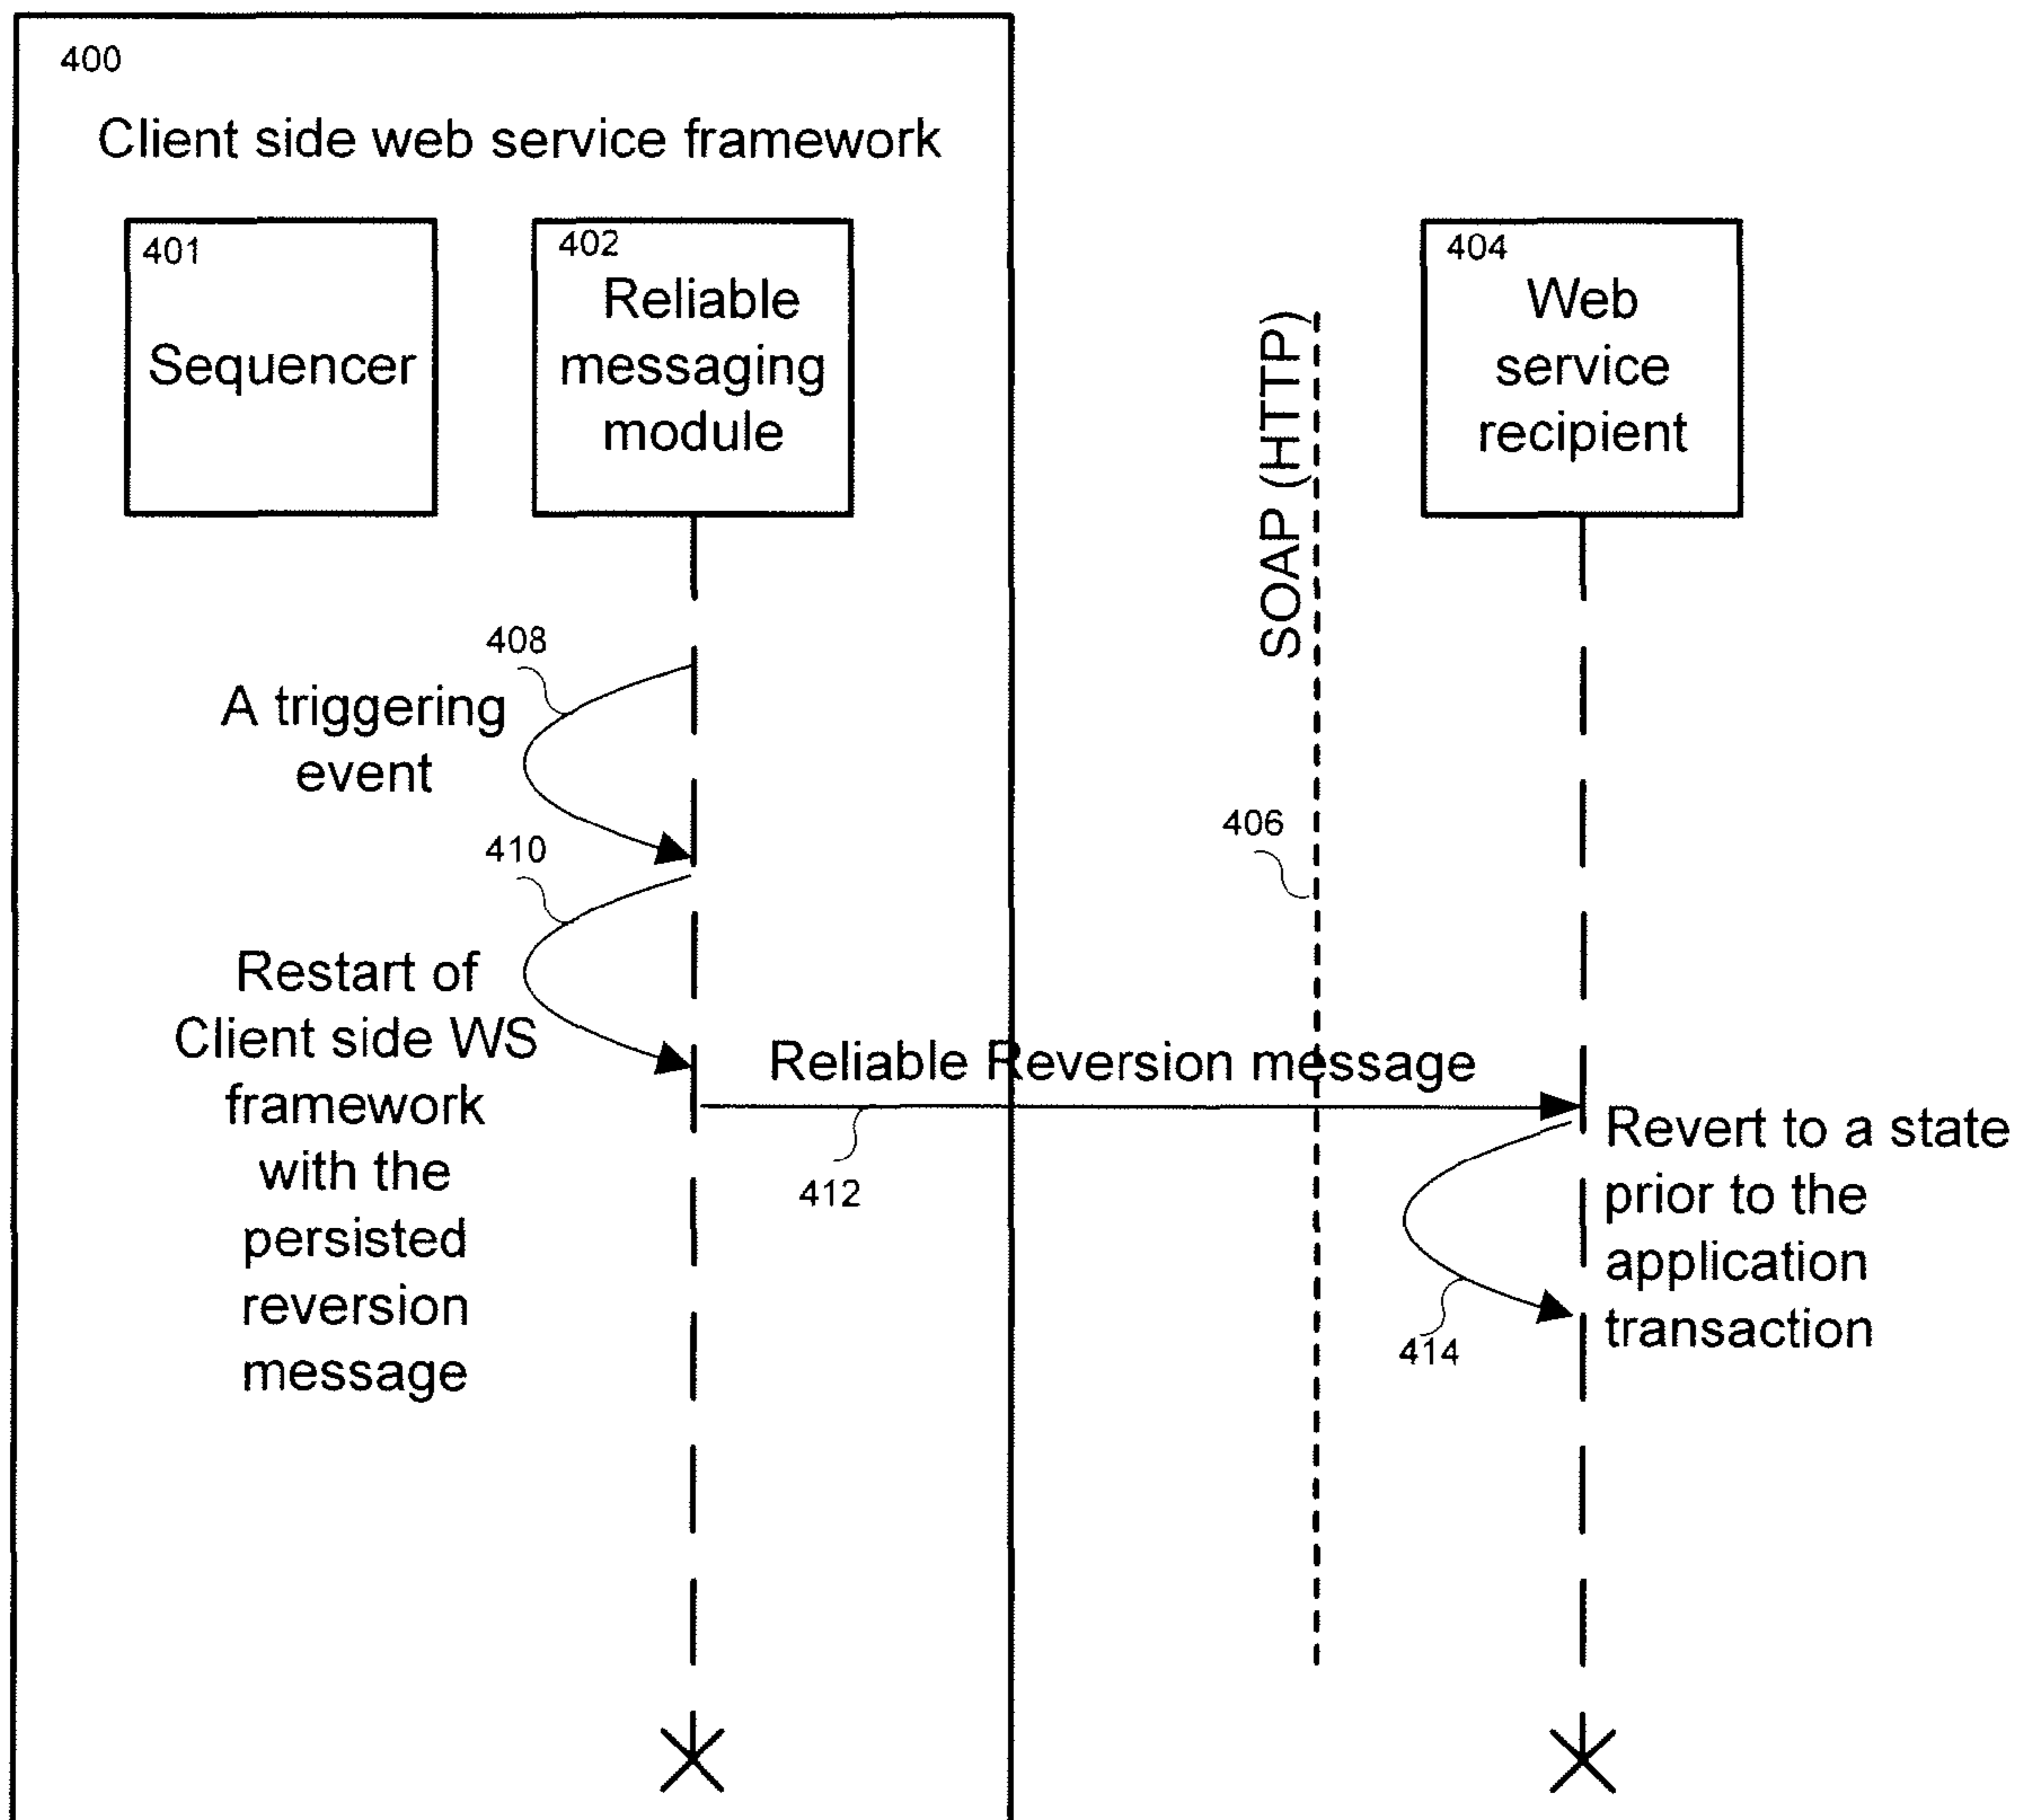 400
Client side web service framework
401
Sequencer
402
Reliable
messaging
module
404
Web
service
recipient
SOAP (HTTP)
408
A triggering
event
406
410
Restart of
Client side WS
framework
with the
persisted
reversion
message
Reliable Reversion message
412
Revert to a state
prior to the
application
transaction
414